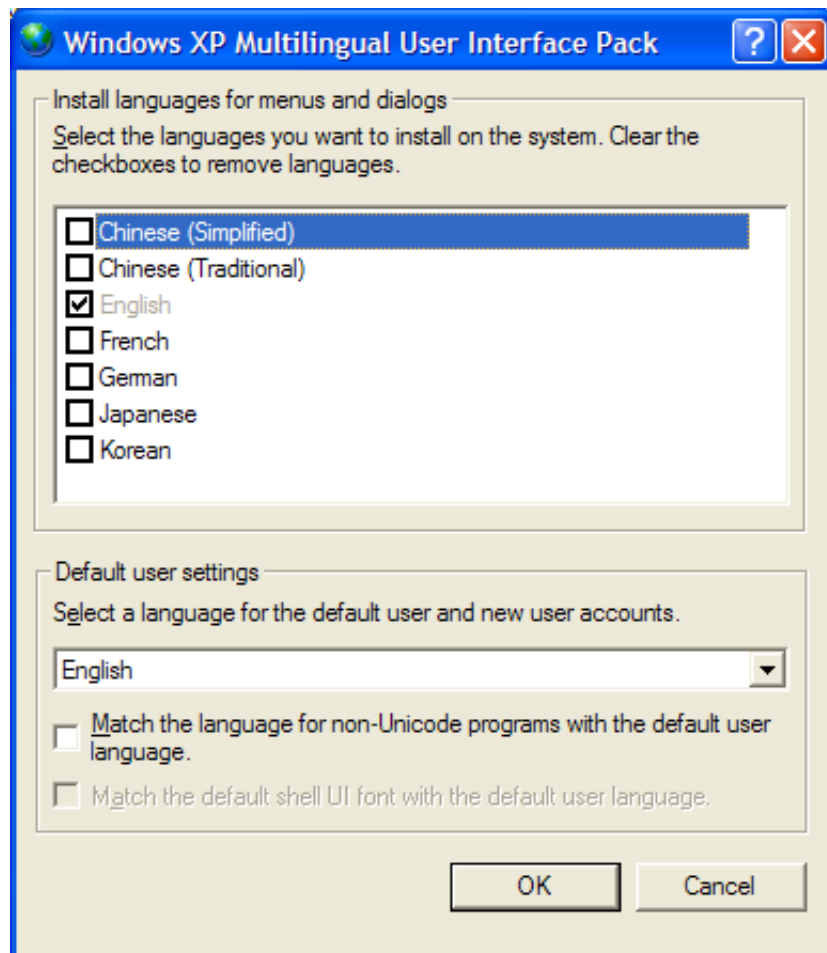 Windows XP Multilingual User Interface Pack
Install languages for menus and dialogs
Select the languages you want to install on the system. Clear the
checkboxes to remove languages.
Chinese (Simplified)
Chinese (Traditional)
English
French
German
Japanese
Korean
Default user settings
Select a language for the default user and new user accounts.
English
Match the language for non-Unicode programs with the default user
language.
Match the default shell UI font with the default user language.
OK Cancel